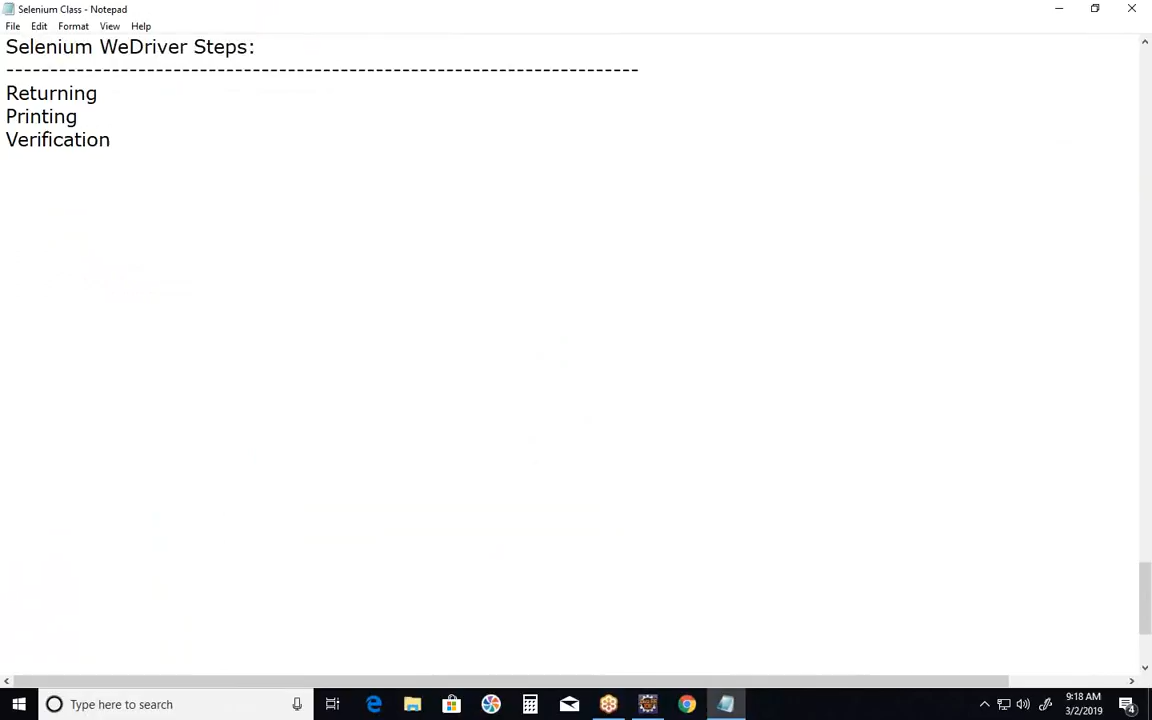 Selenium Class - Notepad
File Edit Format View Help
Selenium WeDriver Steps:
-----------------------------------------------------------------------
Returning
Printing
Verification
Type here to search
9:18 AM
3/2/2019
4